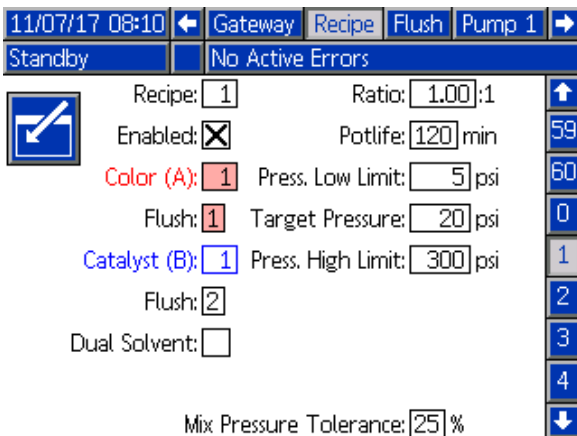 11/07/17 08:10 Gateway Recipe Flush Pump 1
Standby No Active Errors
Recipe: 1 Ratio: 1.00:1
Enabled: Potlife: 120 min
59
Color (A): 1 Press. Low Limit: 5 psi
60
Flush: 1 Target Pressure: 20 psi
0
Catalyst (B): 1 Press. High Limit: 300 psi
1
Flush: 2
2
Dual Solvent:
3
4
Mix Pressure Tolerance: 25 %